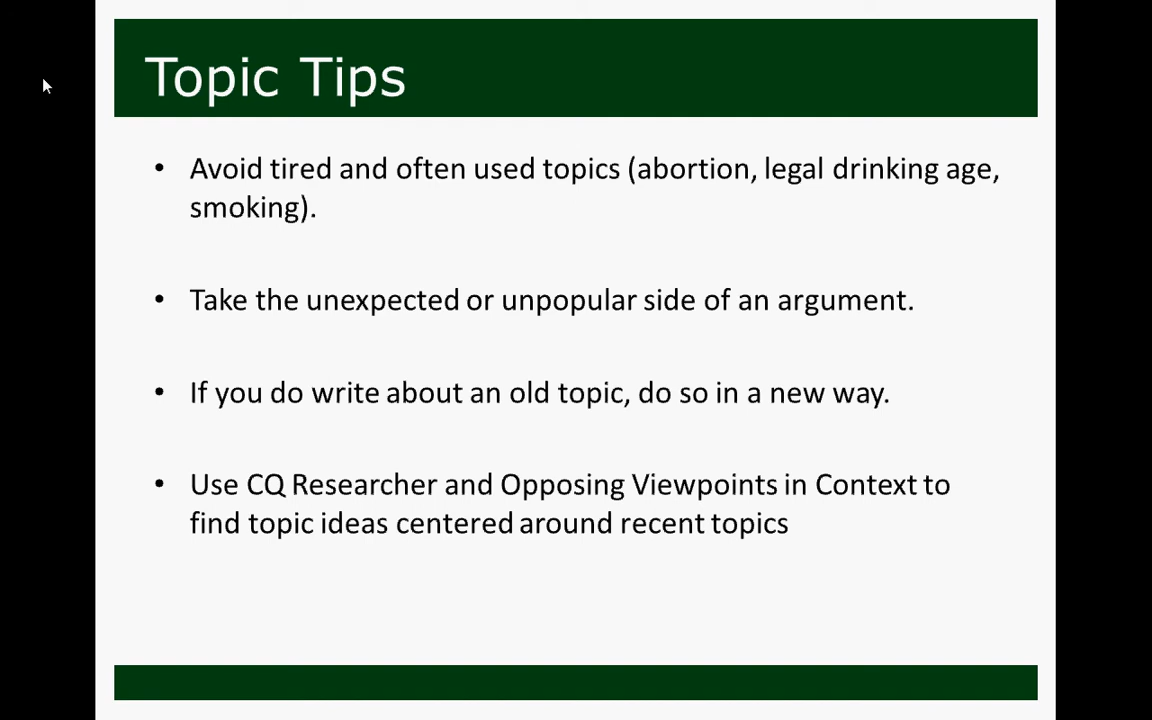 Topic Tips
• Avoid tired and often used topics (abortion, legal drinking age,
smoking).
• Take the unexpected or unpopular side of an argument.
• If you do write about an old topic, do so in a new way.
• Use CQ Researcher and Opposing Viewpoints in Context to
find topic ideas centered around recent topics